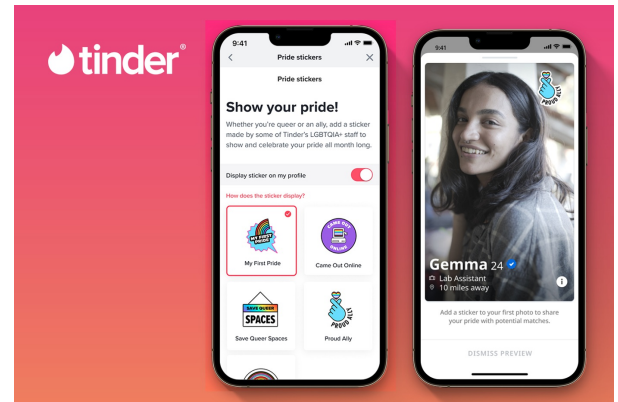 tinder®
9:41
Pride stickers
Pride stickers
Show your pride!
Whether you're queer or an ally, add a sticker
made by some of Tinder's LGBTQIA+ staff to
show and celebrate your pride all month long.
Display sticker on my profile
How does the sticker display?
MY FIRST
PRIDE
My First Pride
CAME OUT
ONLINE
Came Out Online
SAVE QUEER
SPACES
Save Queer Spaces
PROUD ALLY
Proud Ally
9:41
PROUD ALLY
Gemma 24
Lab Assistant
10 miles away
Add a sticker to your first photo to share
your pride with potential matches.
DISMISS PREVIEW